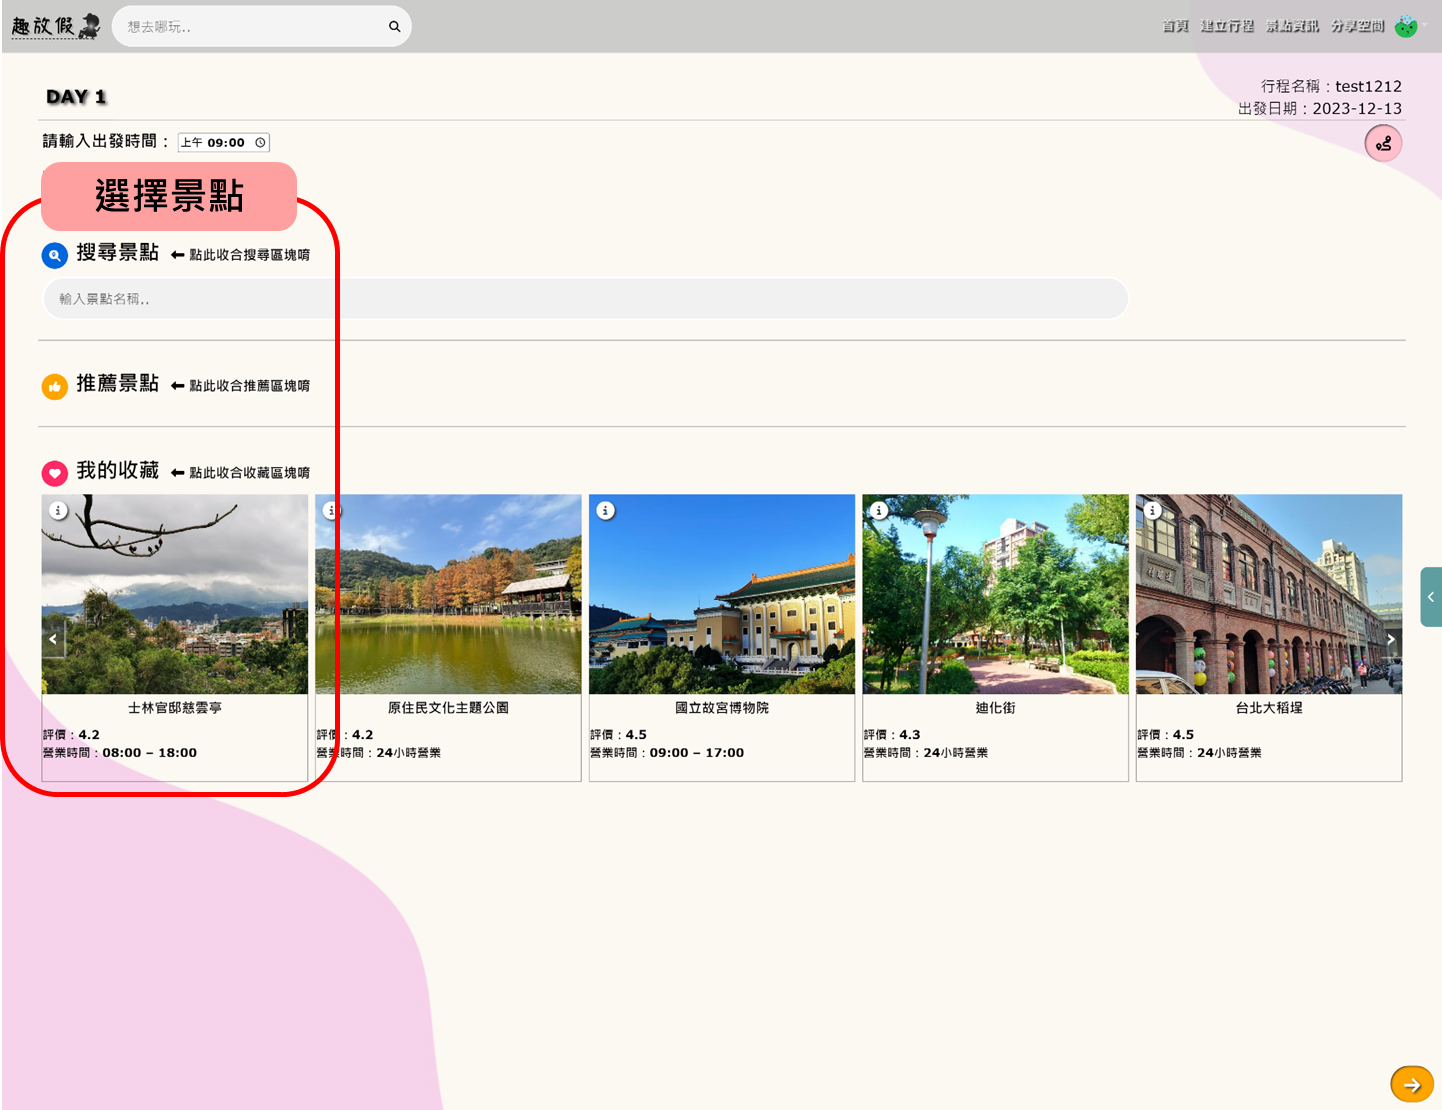 趣放假
想去哪玩..
首頁 建立行程 景點資訊 分享空間
DAY 1
行程名稱：test1212
出發日期：2023-12-13
請輸入出發時間： 上午 09:00
選擇景點
搜尋景點 ⬅ 點此收合搜尋區塊唷
輸入景點名稱..
推薦景點 ⬅ 點此收合推薦區塊唷
我的收藏 ⬅ 點此收合收藏區塊唷
士林官邸慈雲亭
評價：4.2
營業時間：08:00 – 18:00
原住民文化主題公園
評價：4.2
營業時間：24小時營業
國立故宮博物院
評價：4.5
營業時間：09:00 – 17:00
迪化街
評價：4.3
營業時間：24小時營業
台北大稻埕
評價：4.5
營業時間：24小時營業